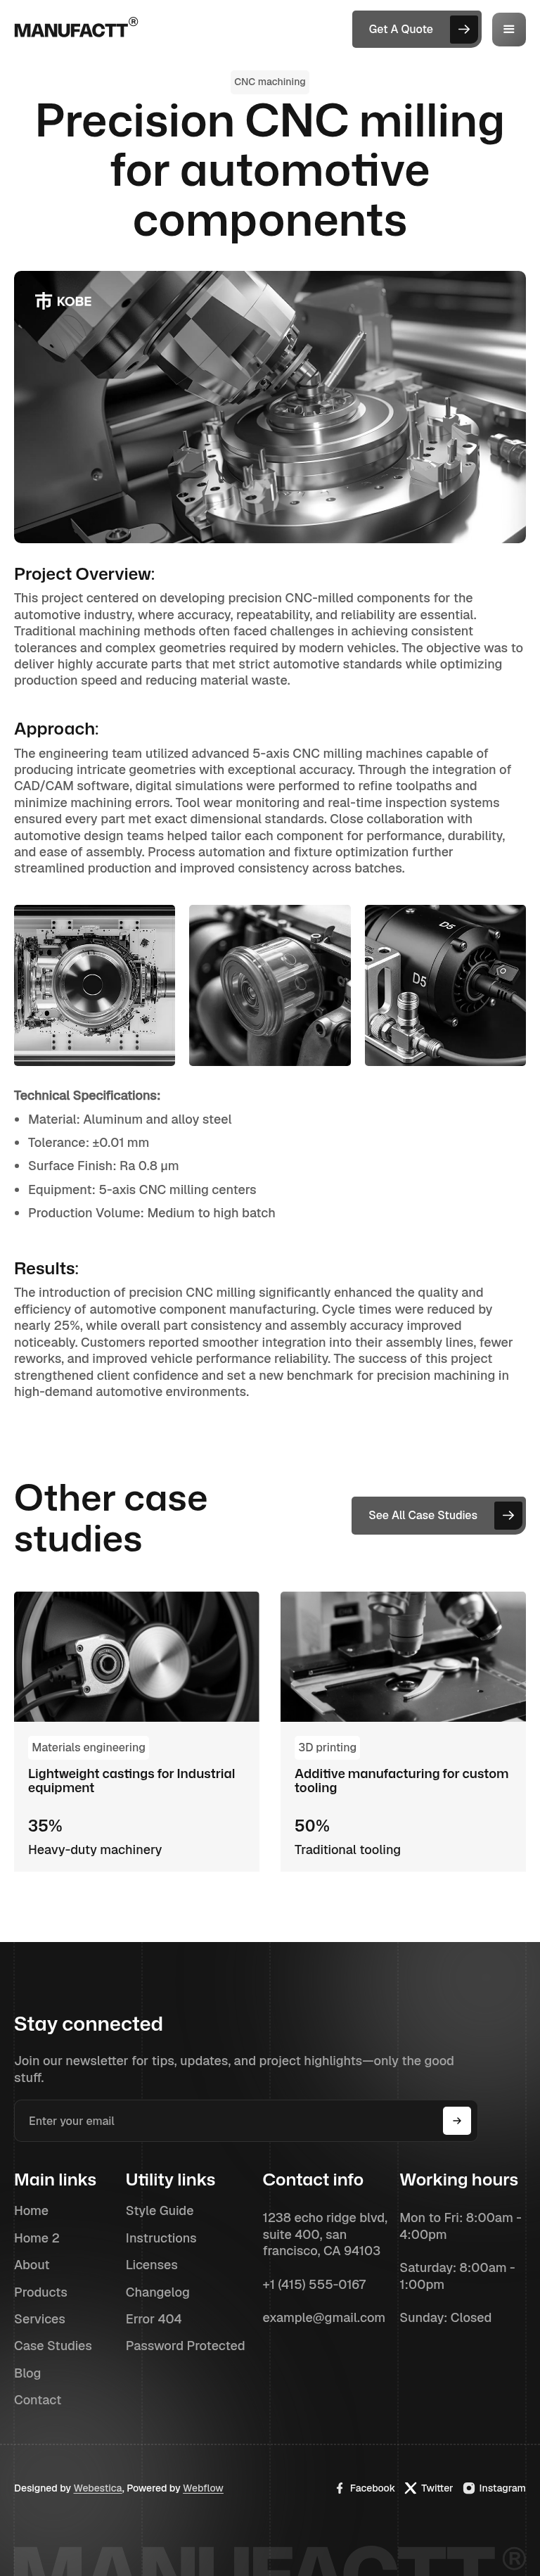 MANUFACTT®
Get A Quote
CNC machining
Precision CNC milling
for automotive
components
KOBE
Project Overview:
This project centered on developing precision CNC-milled components for the
automotive industry, where accuracy, repeatability, and reliability are essential.
Traditional machining methods often faced challenges in achieving consistent
tolerances and complex geometries required by modern vehicles. The objective was to
deliver highly accurate parts that met strict automotive standards while optimizing
production speed and reducing material waste.
Approach:
The engineering team utilized advanced 5-axis CNC milling machines capable of
producing intricate geometries with exceptional accuracy. Through the integration of
CAD/CAM software, digital simulations were performed to refine toolpaths and
minimize machining errors. Tool wear monitoring and real-time inspection systems
ensured every part met exact dimensional standards. Close collaboration with
automotive design teams helped tailor each component for performance, durability,
and ease of assembly. Process automation and fixture optimization further
streamlined production and improved consistency across batches.
D5
D5
Technical Specifications:
• Material: Aluminum and alloy steel
• Tolerance: ±0.01 mm
• Surface Finish: Ra 0.8 µm
• Equipment: 5-axis CNC milling centers
• Production Volume: Medium to high batch
Results:
The introduction of precision CNC milling significantly enhanced the quality and
efficiency of automotive component manufacturing. Cycle times were reduced by
nearly 25%, while overall part consistency and assembly accuracy improved
noticeably. Customers reported smoother integration into their assembly lines, fewer
reworks, and improved vehicle performance reliability. The success of this project
strengthened client confidence and set a new benchmark for precision machining in
high-demand automotive environments.
Other case
studies
See All Case Studies
Materials engineering
Lightweight castings for Industrial
equipment
35%
Heavy-duty machinery
3D printing
Additive manufacturing for custom
tooling
50%
Traditional tooling
Stay connected
Join our newsletter for tips, updates, and project highlights—only the good
stuff.
Enter your email
Main links
Home
Home 2
About
Products
Services
Case Studies
Blog
Contact
Utility links
Style Guide
Instructions
Licenses
Changelog
Error 404
Password Protected
Contact info
1238 echo ridge blvd,
suite 400, san
francisco, CA 94103
+1 (415) 555-0167
example@gmail.com
Working hours
Mon to Fri: 8:00am -
4:00pm
Saturday: 8:00am -
1:00pm
Sunday: Closed
Designed by Webestica, Powered by Webflow
Facebook
Twitter
Instagram
MANUFACTT®